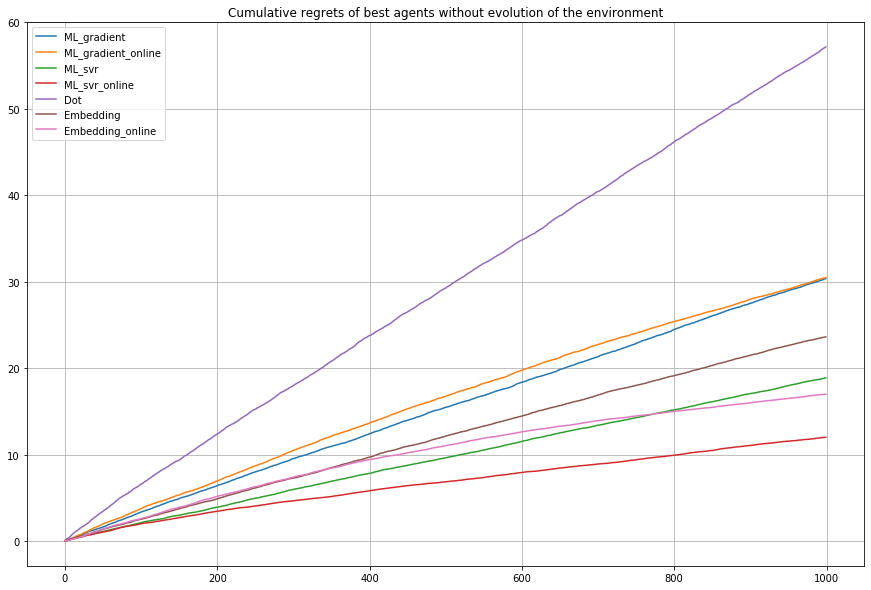 Cumulative regrets of best agents without evolution of the environment
ML_gradient
ML_gradient_online
ML_svr
ML_svr_online
Dot
Embedding
Embedding_online
60
50
40
30
20
10
0
0 200 400 600 800 1000